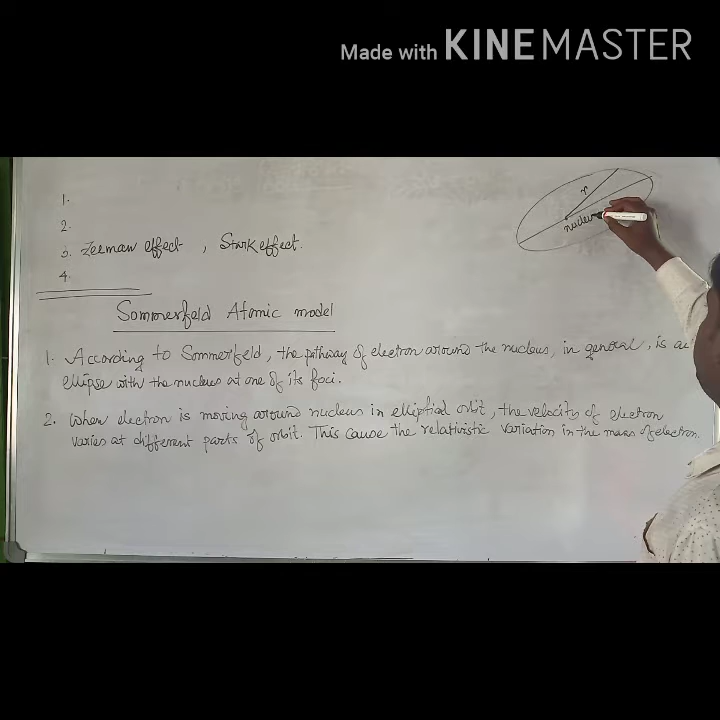 Made with KINEMASTER
1.
2.
3. Zeeman effect , Stark effect.
4.
r
nucleu
Sommerfeld Atomic model
1. According to Sommerfeld, the pathway of electron around the nucleus, in general, is an
ellipse with the nucleus at one of its foci.
2. When electron is moving around nucleus in elliptical orbit, the velocity of electron
varies at different parts of orbit. This cause the relativistic variation in the mass of electron.